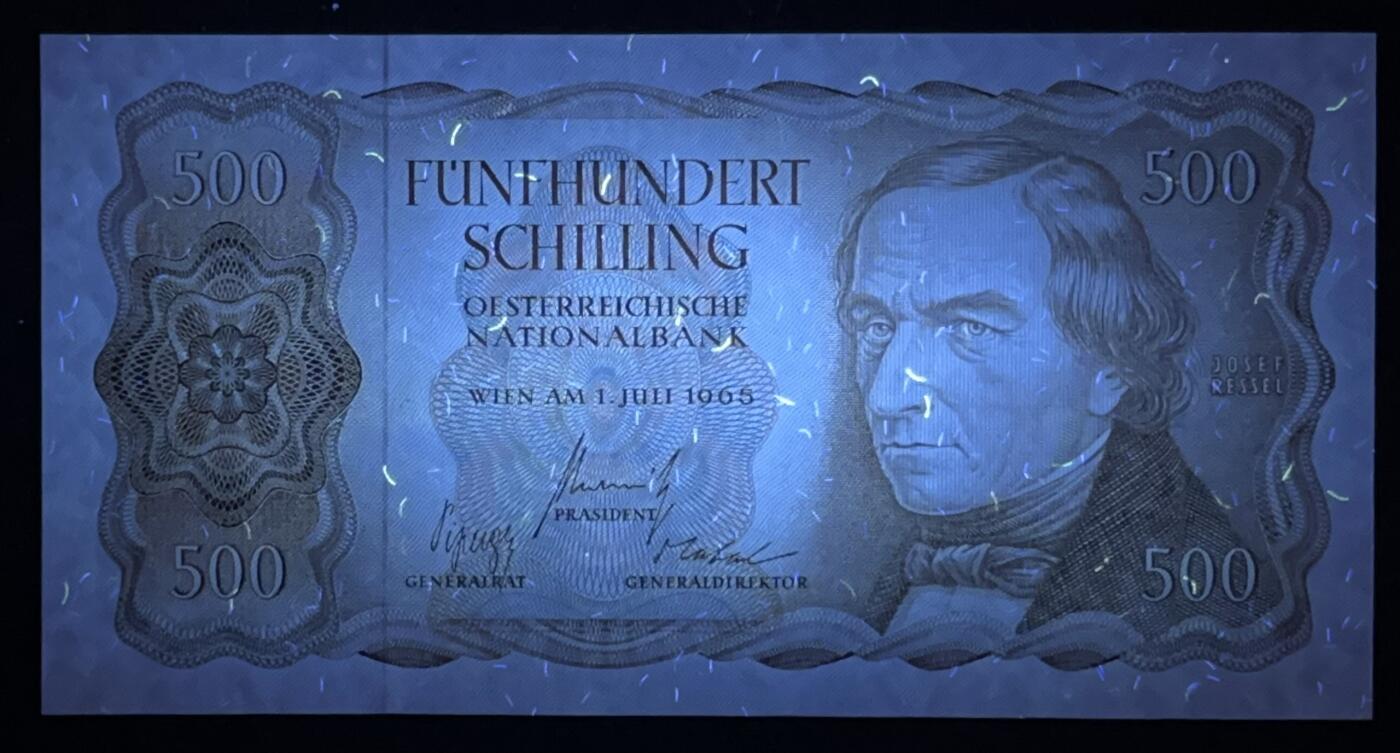 500
FÜNFHUNDERT
SCHILLING
500
OESTERREICHISCHE
NATIONALBANK
JOSEF
RESSEL
WIEN AM 1. JULI 1965
PRÄSIDENT
GENERALRAT
GENERALDIREKTOR
500
500